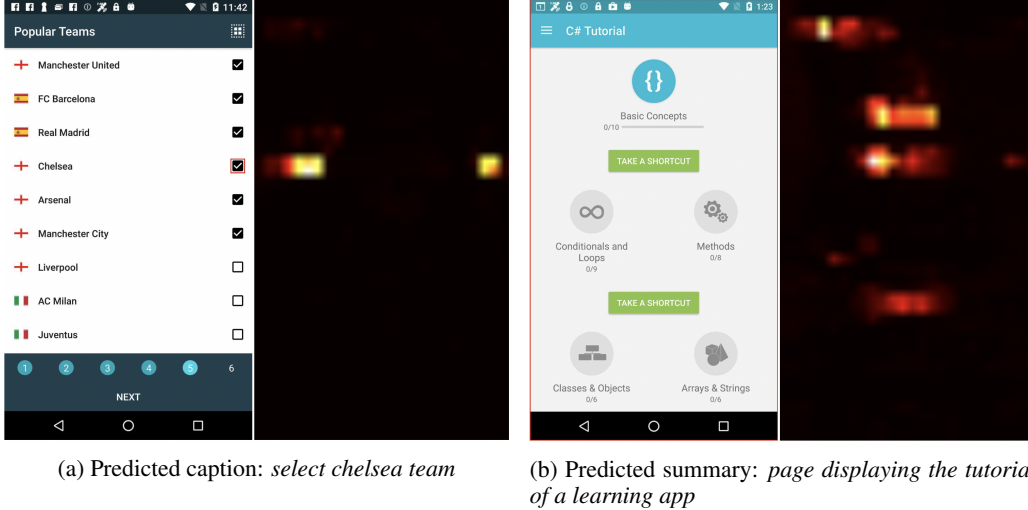 11:42
Popular Teams
Manchester United
FC Barcelona
Real Madrid
Chelsea
Arsenal
Manchester City
Liverpool
AC Milan
Juventus
1 2 3 4 5 6
NEXT
(a) Predicted caption: select chelsea team
1:23
C# Tutorial
{}
Basic Concepts
0/10
TAKE A SHORTCUT
Conditionals and Methods
Loops 0/8
0/9
TAKE A SHORTCUT
Classes & Objects Arrays & Strings
0/6 0/6
(b) Predicted summary: page displaying the tutoria
of a learning app